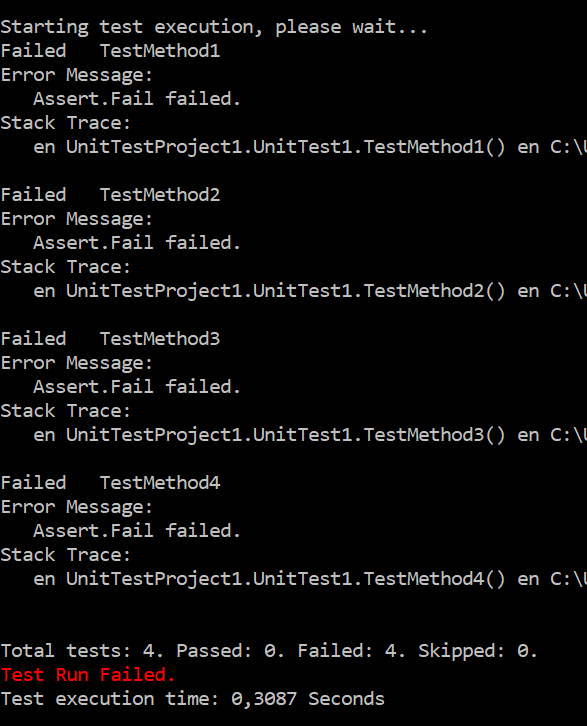 Starting test execution, please wait...
Failed   TestMethod1
Error Message:
   Assert.Fail failed.
Stack Trace:
   en UnitTestProject1.UnitTest1.TestMethod1() en C:\U
Failed   TestMethod2
Error Message:
   Assert.Fail failed.
Stack Trace:
   en UnitTestProject1.UnitTest1.TestMethod2() en C:\U
Failed   TestMethod3
Error Message:
   Assert.Fail failed.
Stack Trace:
   en UnitTestProject1.UnitTest1.TestMethod3() en C:\U
Failed   TestMethod4
Error Message:
   Assert.Fail failed.
Stack Trace:
   en UnitTestProject1.UnitTest1.TestMethod4() en C:\U
Total tests: 4. Passed: 0. Failed: 4. Skipped: 0.
Test Run Failed.
Test execution time: 0,3087 Seconds